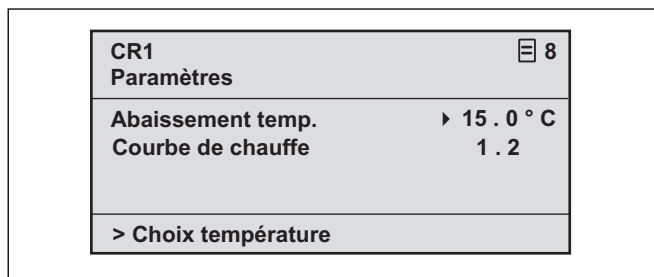 CR1 8
Paramètres
Abaissement temp. 15.0°C
Courbe de chauffe 1.2
> Choix température